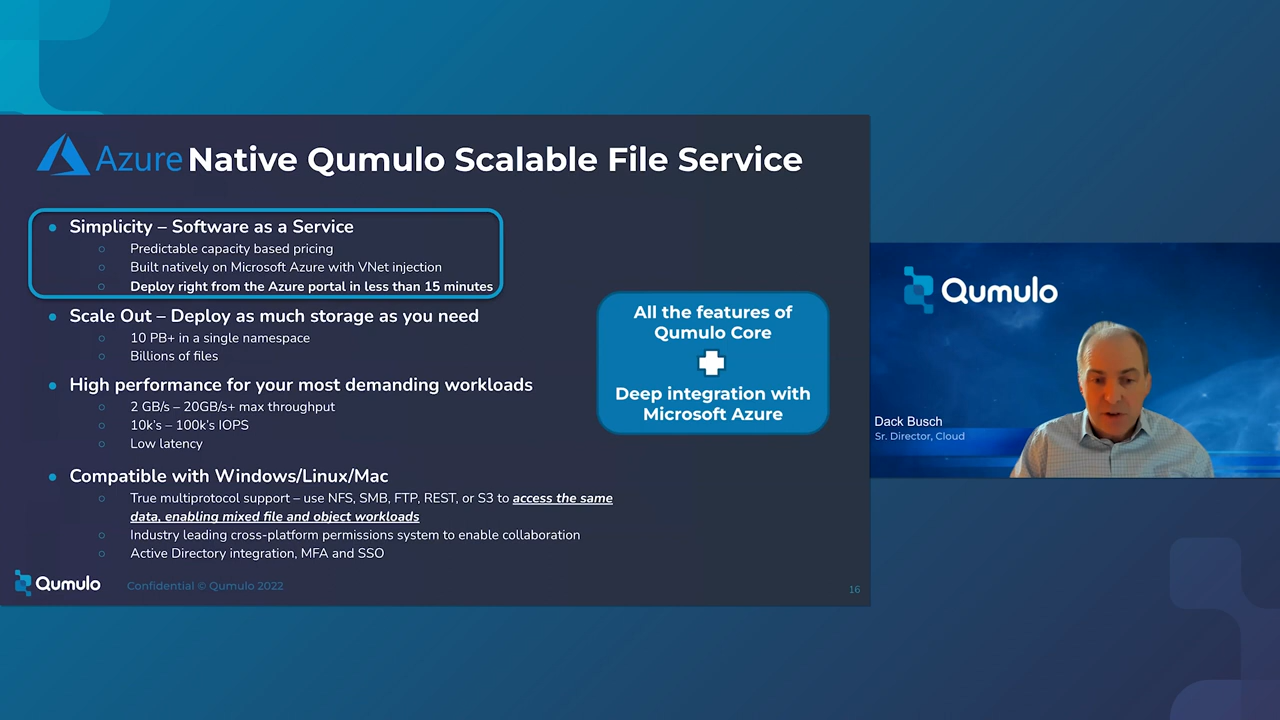 Azure Native Qumulo Scalable File Service
Simplicity – Software as a Service
Predictable capacity based pricing
Built natively on Microsoft Azure with VNet injection
Deploy right from the Azure portal in less than 15 minutes
Scale Out – Deploy as much storage as you need
10 PB+ in a single namespace
Billions of files
High performance for your most demanding workloads
2 GB/s – 20GB/s+ max throughput
10k's – 100k's IOPS
Low latency
Compatible with Windows/Linux/Mac
True multiprotocol support – use NFS, SMB, FTP, REST, or S3 to access the same
data, enabling mixed file and object workloads
Industry leading cross-platform permissions system to enable collaboration
Active Directory integration, MFA and SSO
All the features of
Qumulo Core
Deep integration with
Microsoft Azure
Qumulo
Confidential © Qumulo 2022
16
Qumulo
Dack Busch
Sr. Director, Cloud